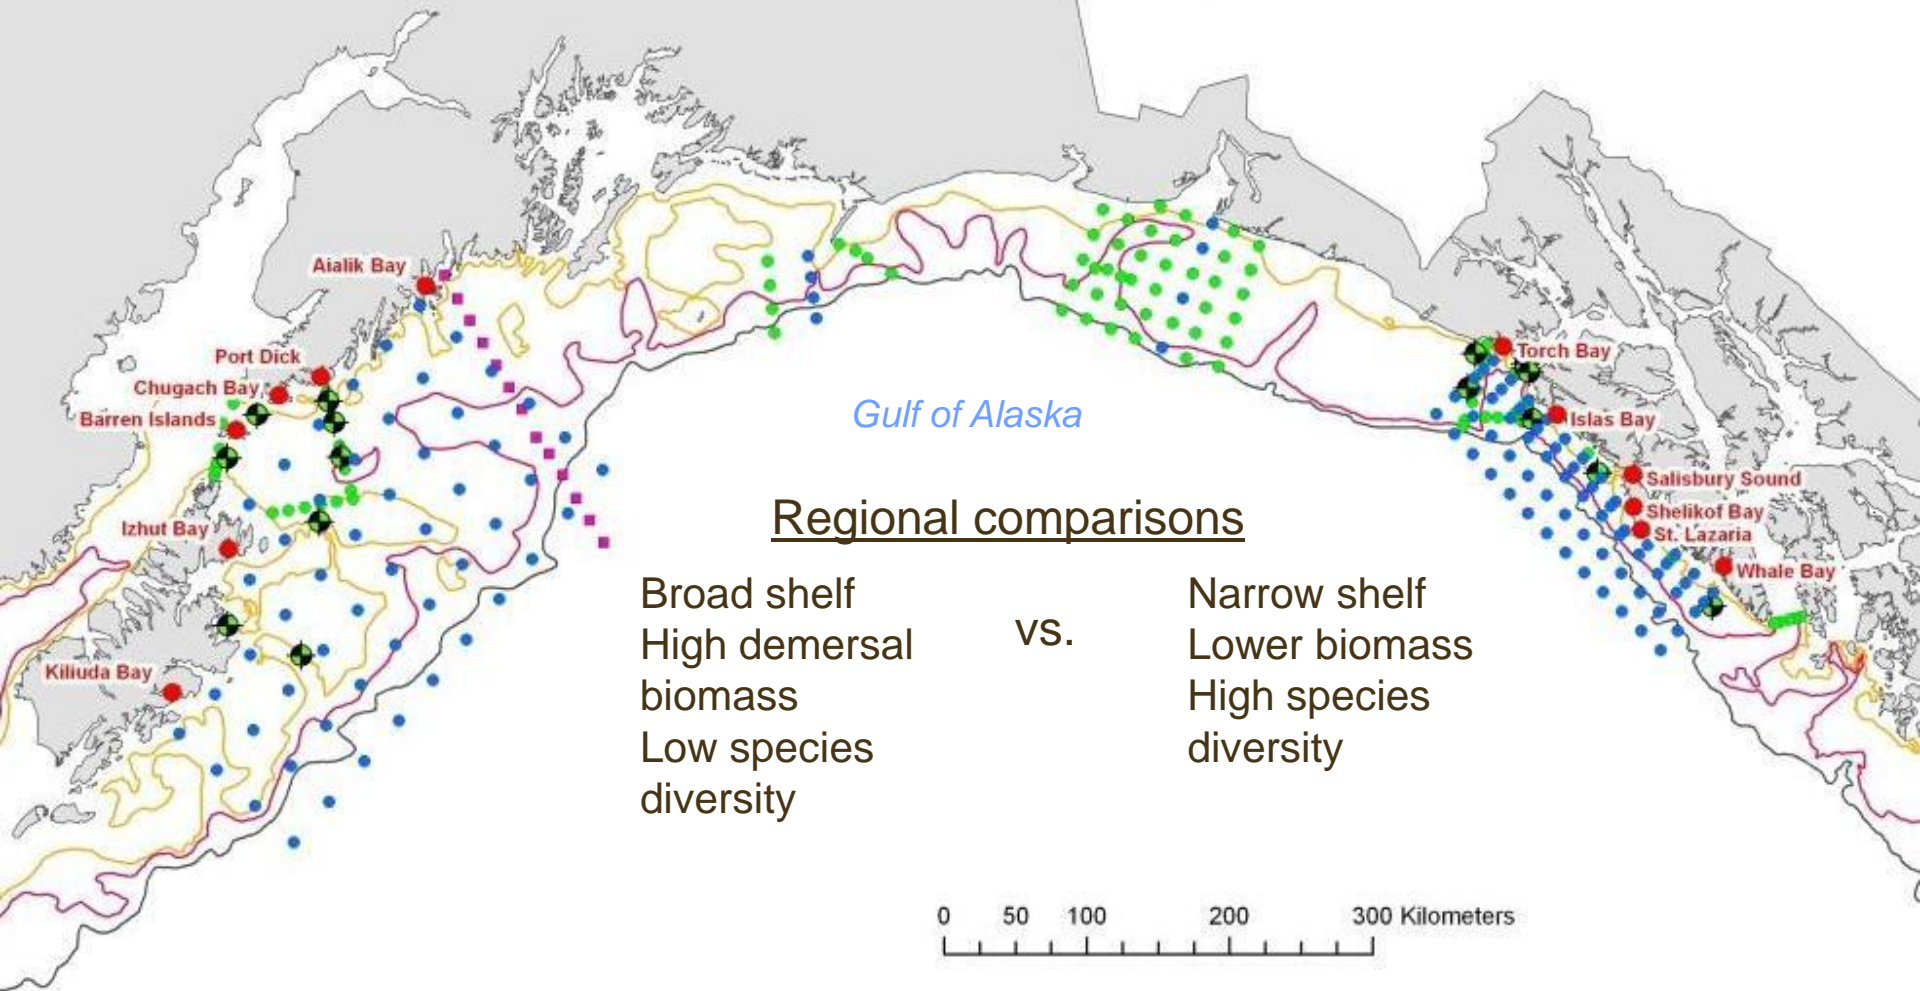 Aialik Bay
Port Dick
Chugach Bay
Barren Islands
Izhut Bay
Kiliuda Bay
Gulf of Alaska
Torch Bay
Islas Bay
Salisbury Sound
Shelikof Bay
St. Lazaria
Whale Bay
Regional comparisons
Broad shelf
High demersal
biomass
Low species
diversity
vs.
Narrow shelf
Lower biomass
High species
diversity
0 50 100 200 300 Kilometers